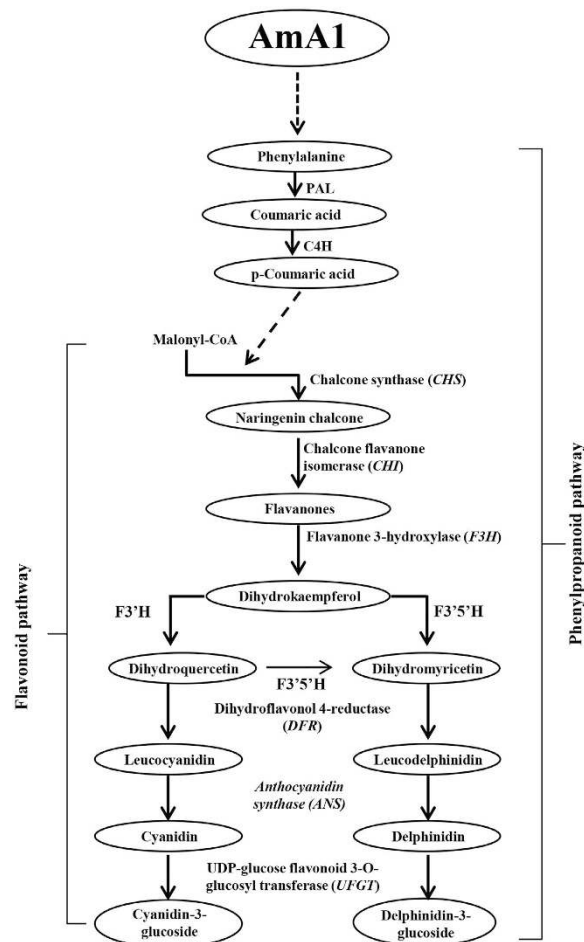 AmA1
Phenylalanine
PAL
Coumaric acid
C4H
p-Coumaric acid
Malonyl-CoA
Chalcone synthase (CHS)
Naringenin chalcone
Chalcone flavanone
isomerase (CHI)
Flavanones
Flavanone 3-hydroxylase (F3H)
Dihydrokaempferol
F3'H
F3'5'H
Dihydroquercetin
F3'5'H
Dihydromyricetin
Dihydroflavonol 4-reductase
(DFR)
Leucocyanidin
Leucodelphinidin
Anthocyanidin
synthase (ANS)
Cyanidin
Delphinidin
UDP-glucose flavonoid 3-O-
glucosyl transferase (UFGT)
Cyanidin-3-
glucoside
Delphinidin-3-
glucoside
Flavonoid pathway
Phenylpropanoid pathway